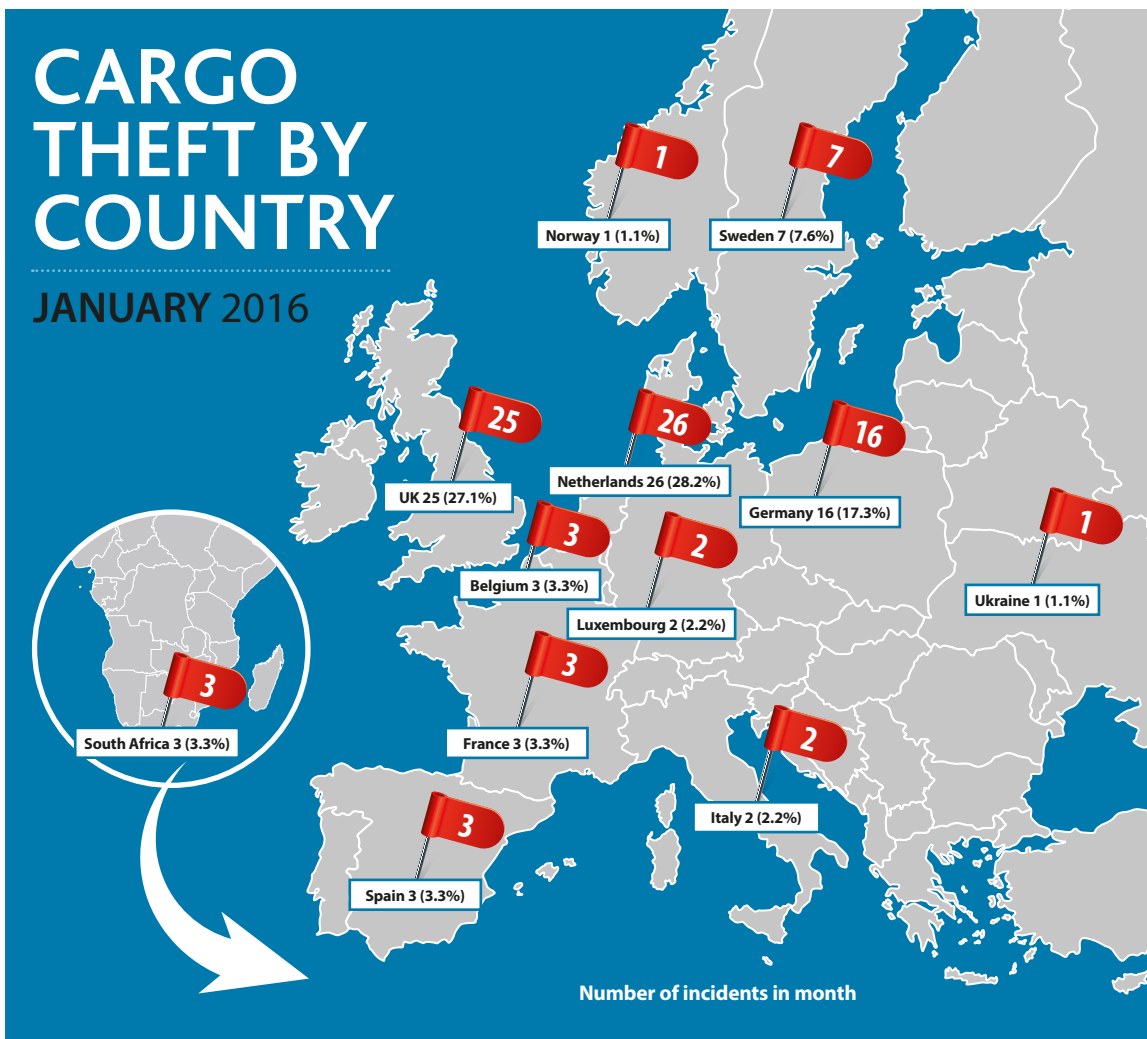 CARGO
THEFT BY
COUNTRY
JANUARY 2016
1
Norway 1 (1.1%)
7
Sweden 7 (7.6%)
25
UK 25 (27.1%)
26
Netherlands 26 (28.2%)
16
Germany 16 (17.3%)
3
Belgium 3 (3.3%)
2
Luxembourg 2 (2.2%)
1
Ukraine 1 (1.1%)
3
South Africa 3 (3.3%)
3
France 3 (3.3%)
2
Italy 2 (2.2%)
3
Spain 3 (3.3%)
Number of incidents in month